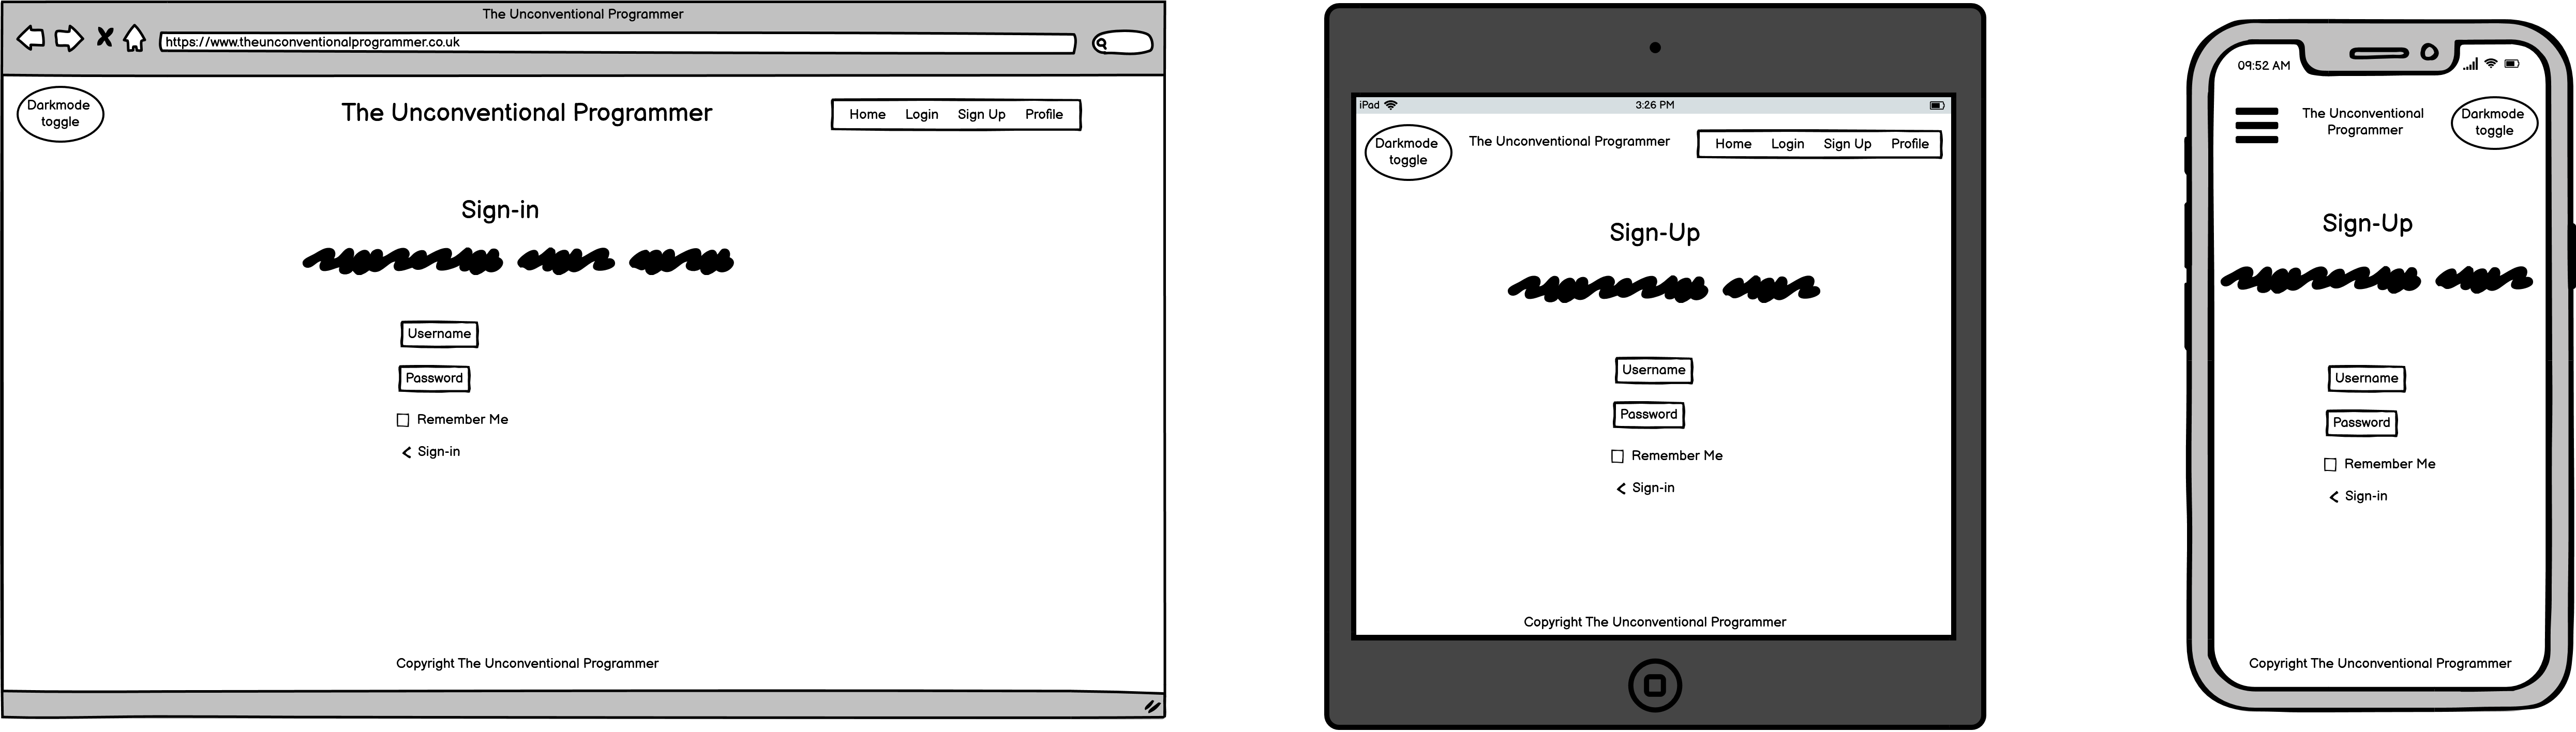 The Unconventional Programmer
https://www.theunconventionalprogrammer.co.uk
Darkmode
toggle
The Unconventional Programmer
Home Login Sign Up Profile
Sign-in
Username
Password
Remember Me
Sign-in
Copyright The Unconventional Programmer
iPad 3:26 PM
Darkmode
toggle
The Unconventional Programmer
Home Login Sign Up Profile
Sign-Up
Username
Password
Remember Me
Sign-in
Copyright The Unconventional Programmer
09:52 AM
The Unconventional
Programmer
Darkmode
toggle
Sign-Up
Username
Password
Remember Me
Sign-in
Copyright The Unconventional Programmer